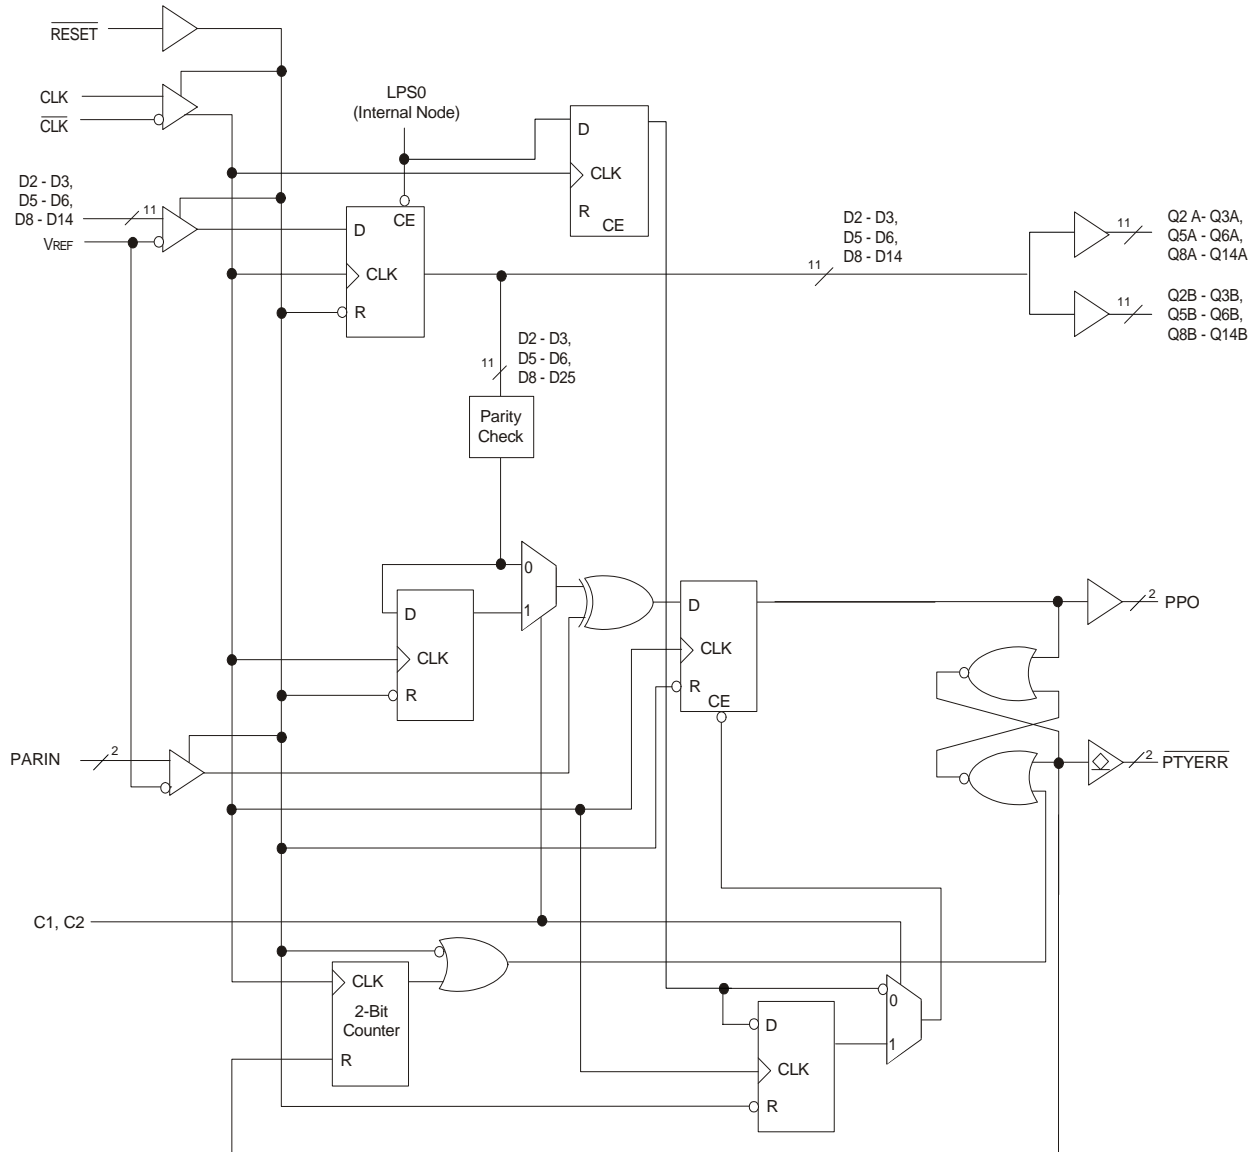 RESET
CLK
CLK
LPS0
(Internal Node)
D
CLK
R
CE
D2 - D3,
D5 - D6,
D8 - D14
11
VREF
CE
D
CLK
R
D2 - D3,
D5 - D6,
D8 - D14
11
11
Q2 A- Q3A,
Q5A - Q6A,
Q8A - Q14A
11
Q2B - Q3B,
Q5B - Q6B,
Q8B - Q14B
D2 - D3,
D5 - D6,
D8 - D25
11
Parity
Check
0
1
D
CLK
R
D
CLK
R
CE
2
PPO
PARIN
2
2
PTYERR
C1, C2
CLK
2-Bit
Counter
R
0
1
D
CLK
R